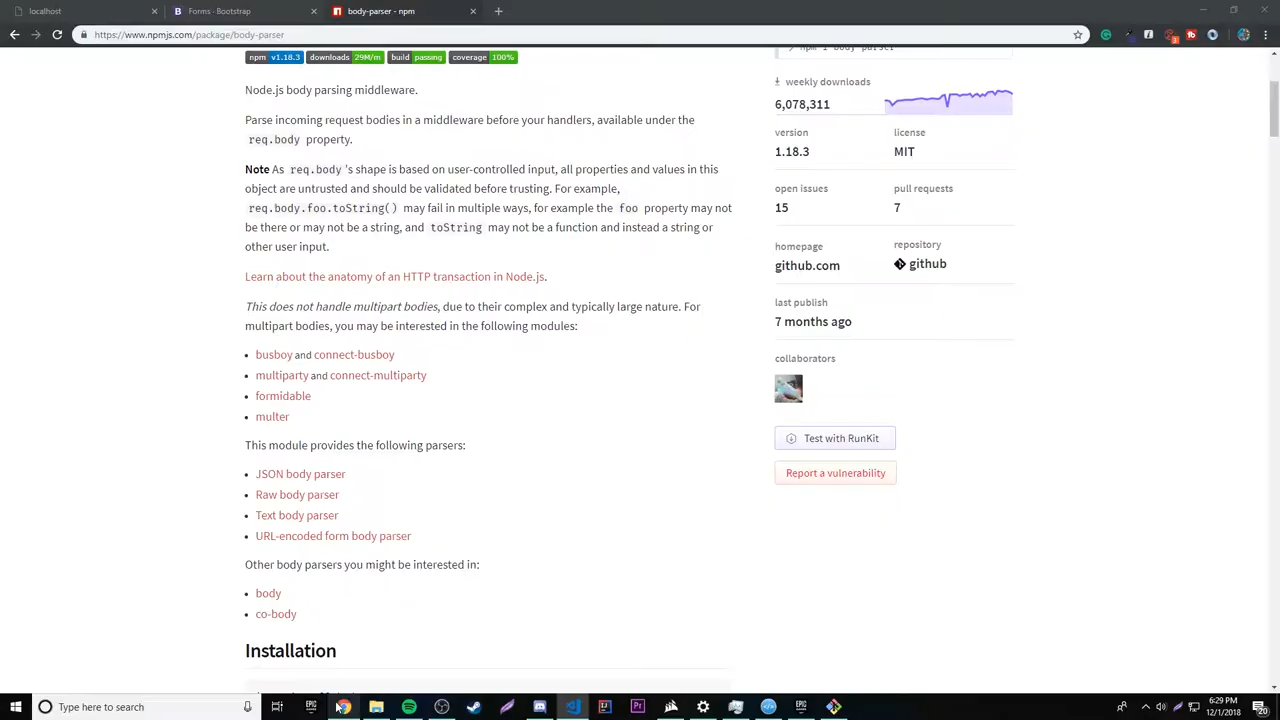 localhost
Forms · Bootstrap
body-parser - npm
https://www.npmjs.com/package/body-parser
npm v1.18.3 downloads 29M/m build passing coverage 100%
Node.js body parsing middleware.
Parse incoming request bodies in a middleware before your handlers, available under the
req.body property.
Note As req.body 's shape is based on user-controlled input, all properties and values in this
object are untrusted and should be validated before trusting. For example,
req.body.foo.toString() may fail in multiple ways, for example the foo property may not
be there or may not be a string, and toString may not be a function and instead a string or
other user input.
Learn about the anatomy of an HTTP transaction in Node.js.
This does not handle multipart bodies, due to their complex and typically large nature. For
multipart bodies, you may be interested in the following modules:
busboy and connect-busboy
multiparty and connect-multiparty
formidable
multer
This module provides the following parsers:
JSON body parser
Raw body parser
Text body parser
URL-encoded form body parser
Other body parsers you might be interested in:
body
co-body
Installation
> npm i body-parser
weekly downloads
6,078,311
version
license
1.18.3
MIT
open issues
pull requests
15
7
homepage
repository
github.com
github
last publish
7 months ago
collaborators
Test with RunKit
Report a vulnerability
Type here to search
6:29 PM
12/1/2018
20